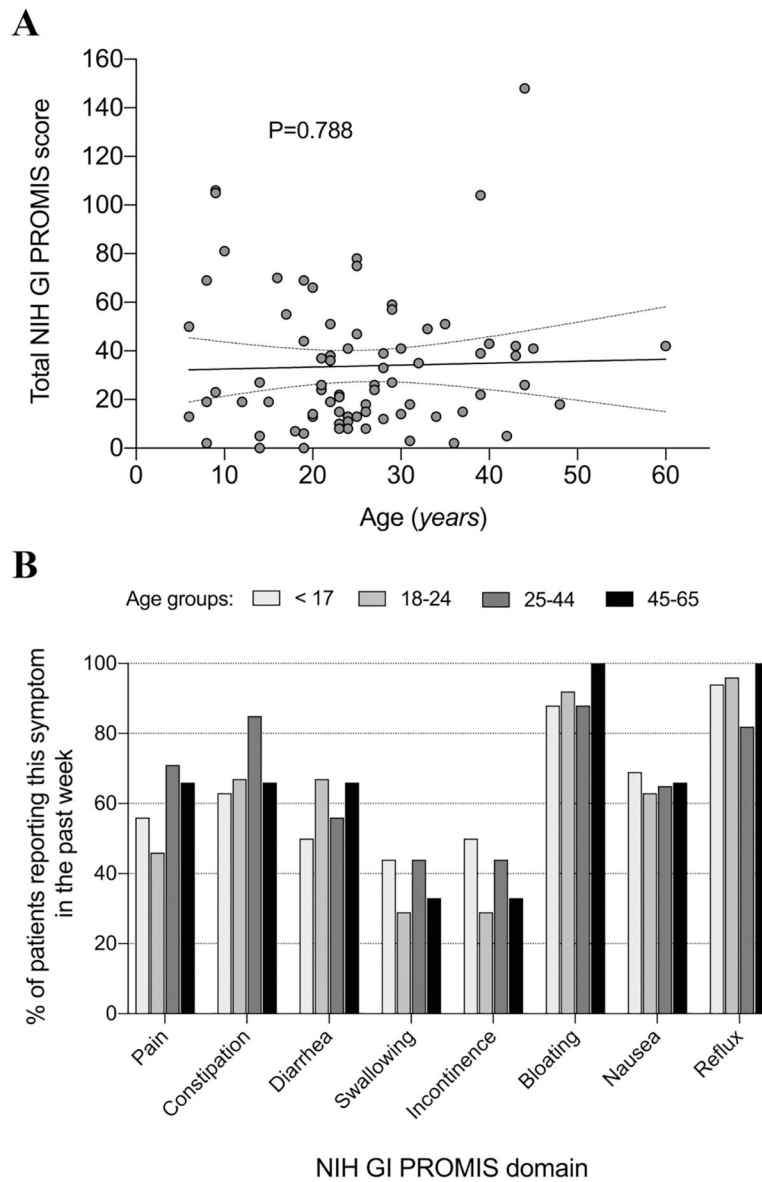 A
160
140
120
100
80
60
40
20
0
Total NIH GI PROMIS score
P=0.788
0 10 20 30 40 50 60
Age (years)
B
Age groups: < 17 18-24 25-44 45-65
100
80
60
40
20
0
% of patients reporting this symptom
in the past week
Pain
Constipation
Diarrhea
Swallowing
Incontinence
Bloating
Nausea
Reflux
NIH GI PROMIS domain